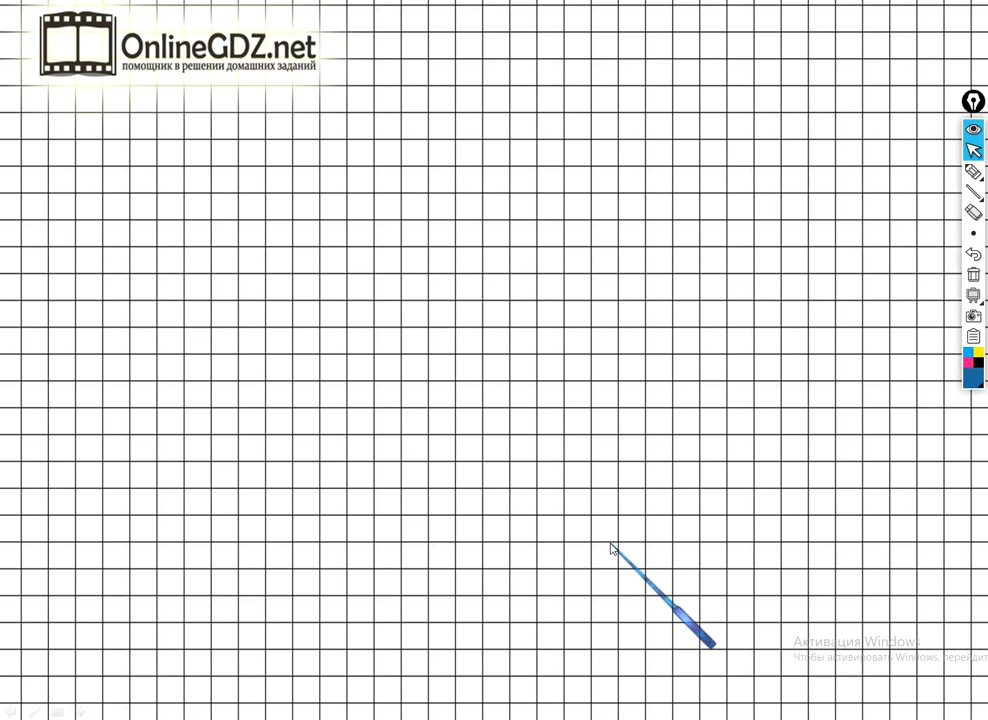 OnlineGDZ.net
помощник в решении домашних заданий
Активация Windows
Чтобы активировать Windows, перейдит